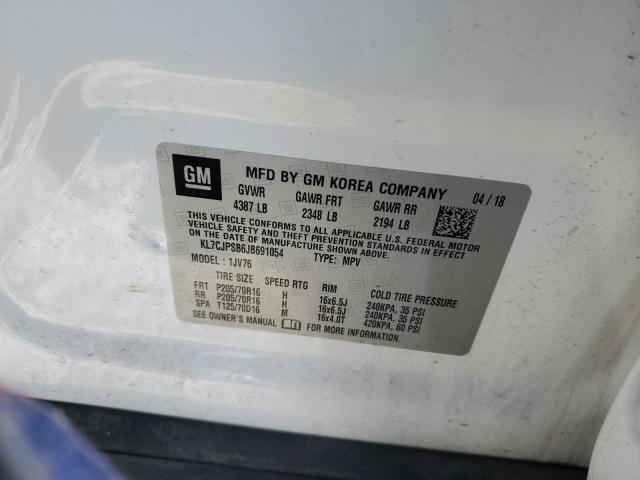 GM
MFD BY GM KOREA COMPANY 04/18
GVWR GAWR FRT GAWR RR
4387 LB 2348 LB 2194 LB
THIS VEHICLE CONFORMS TO ALL APPLICABLE U.S. FEDERAL MOTOR
VEHICLE SAFETY, BUMPER, AND THEFT PREVENTION STANDARDS IN EFFECT
ON THE DATE OF MANUFACTURE SHOWN ABOVE.
KL7CJPSB6JB691054 TYPE: MPV
MODEL : 1JV76
TIRE SIZE SPEED RTG RIM COLD TIRE PRESSURE
FRT P205/70R16 H 16x6.5J 240KPA, 35 PSI
RR P205/70R16 H 16x6.5J 240KPA, 35 PSI
SPA T125/70D16 M 16x4.0T 420KPA, 60 PSI
SEE OWNER'S MANUAL FOR MORE INFORMATION.